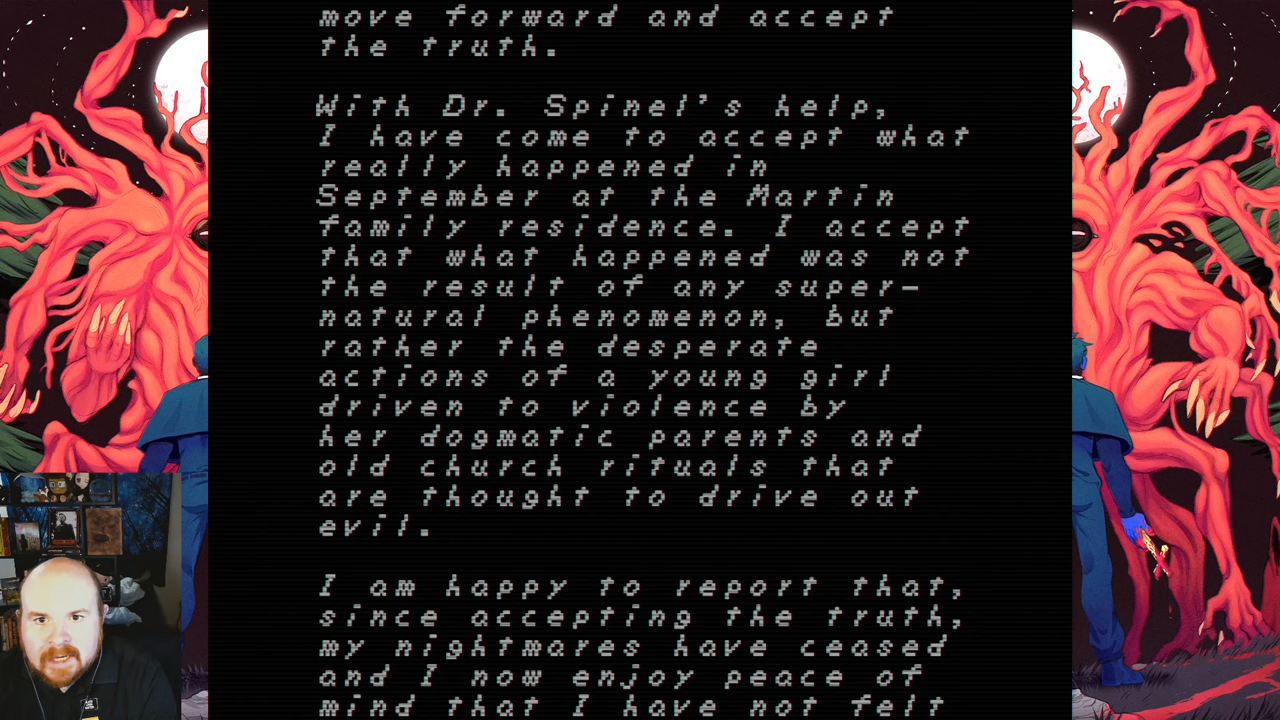 move forward and accept
the truth.
With Dr. Spinel's help,
I have come to accept what
really happened in
September at the Martin
family residence. I accept
that what happened was not
the result of any super-
natural phenomenon, but
rather the desperate
actions of a young girl
driven to violence by
her dogmatic parents and
old church rituals that
are thought to drive out
evil.
I am happy to report that,
since accepting the truth,
my nightmares have ceased
and I now enjoy peace of
mind that I have not felt